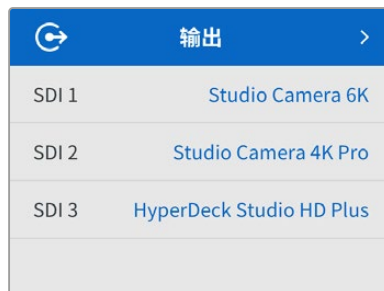 输出
SDI 1 Studio Camera 6K
SDI 2 Studio Camera 4K Pro
SDI 3 HyperDeck Studio HD Plus